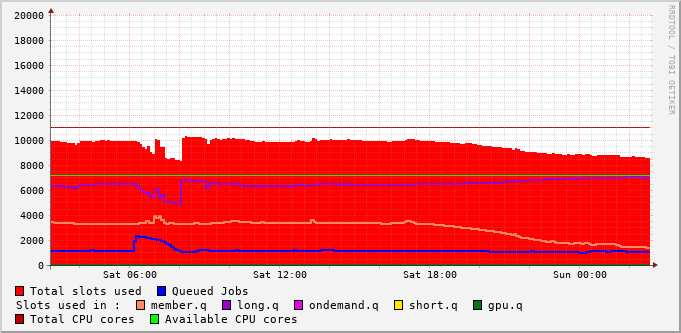 RRDTOOL / TOBI OETIKER
20000
18000
16000
14000
12000
10000
8000
6000
4000
2000
0
Sat 06:00 Sat 12:00 Sat 18:00 Sun 00:00
Total slots used Queued Jobs
Slots used in : member.q long.q ondemand.q short.q gpu.q
Total CPU cores Available CPU cores